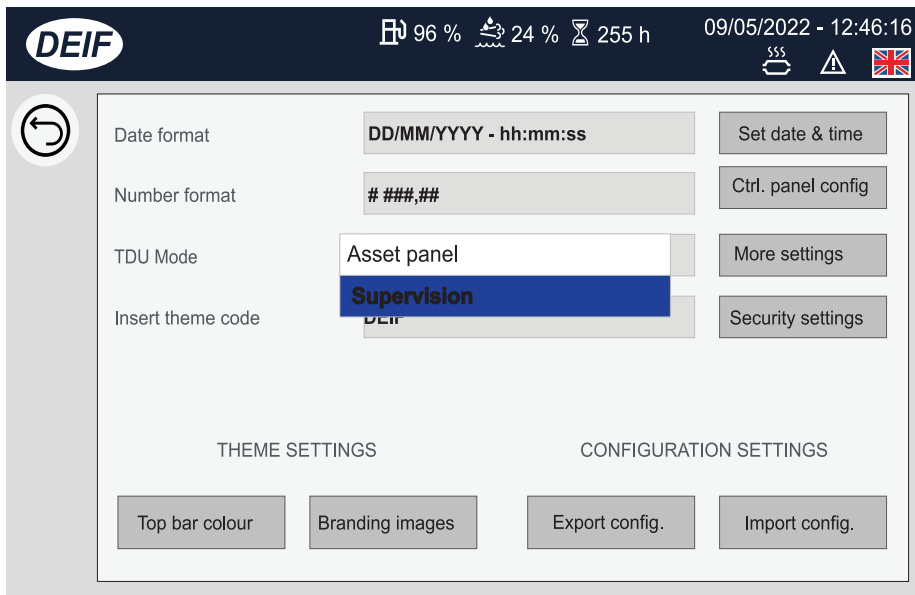 DEIF
96 % 24 % 255 h
09/05/2022 - 12:46:16
Date format
DD/MM/YYYY - hh:mm:ss
Set date & time
Number format
# ###,##
Ctrl. panel config
TDU Mode
Asset panel
Supervision
More settings
Insert theme code
DEIF
Security settings
THEME SETTINGS
CONFIGURATION SETTINGS
Top bar colour
Branding images
Export config.
Import config.